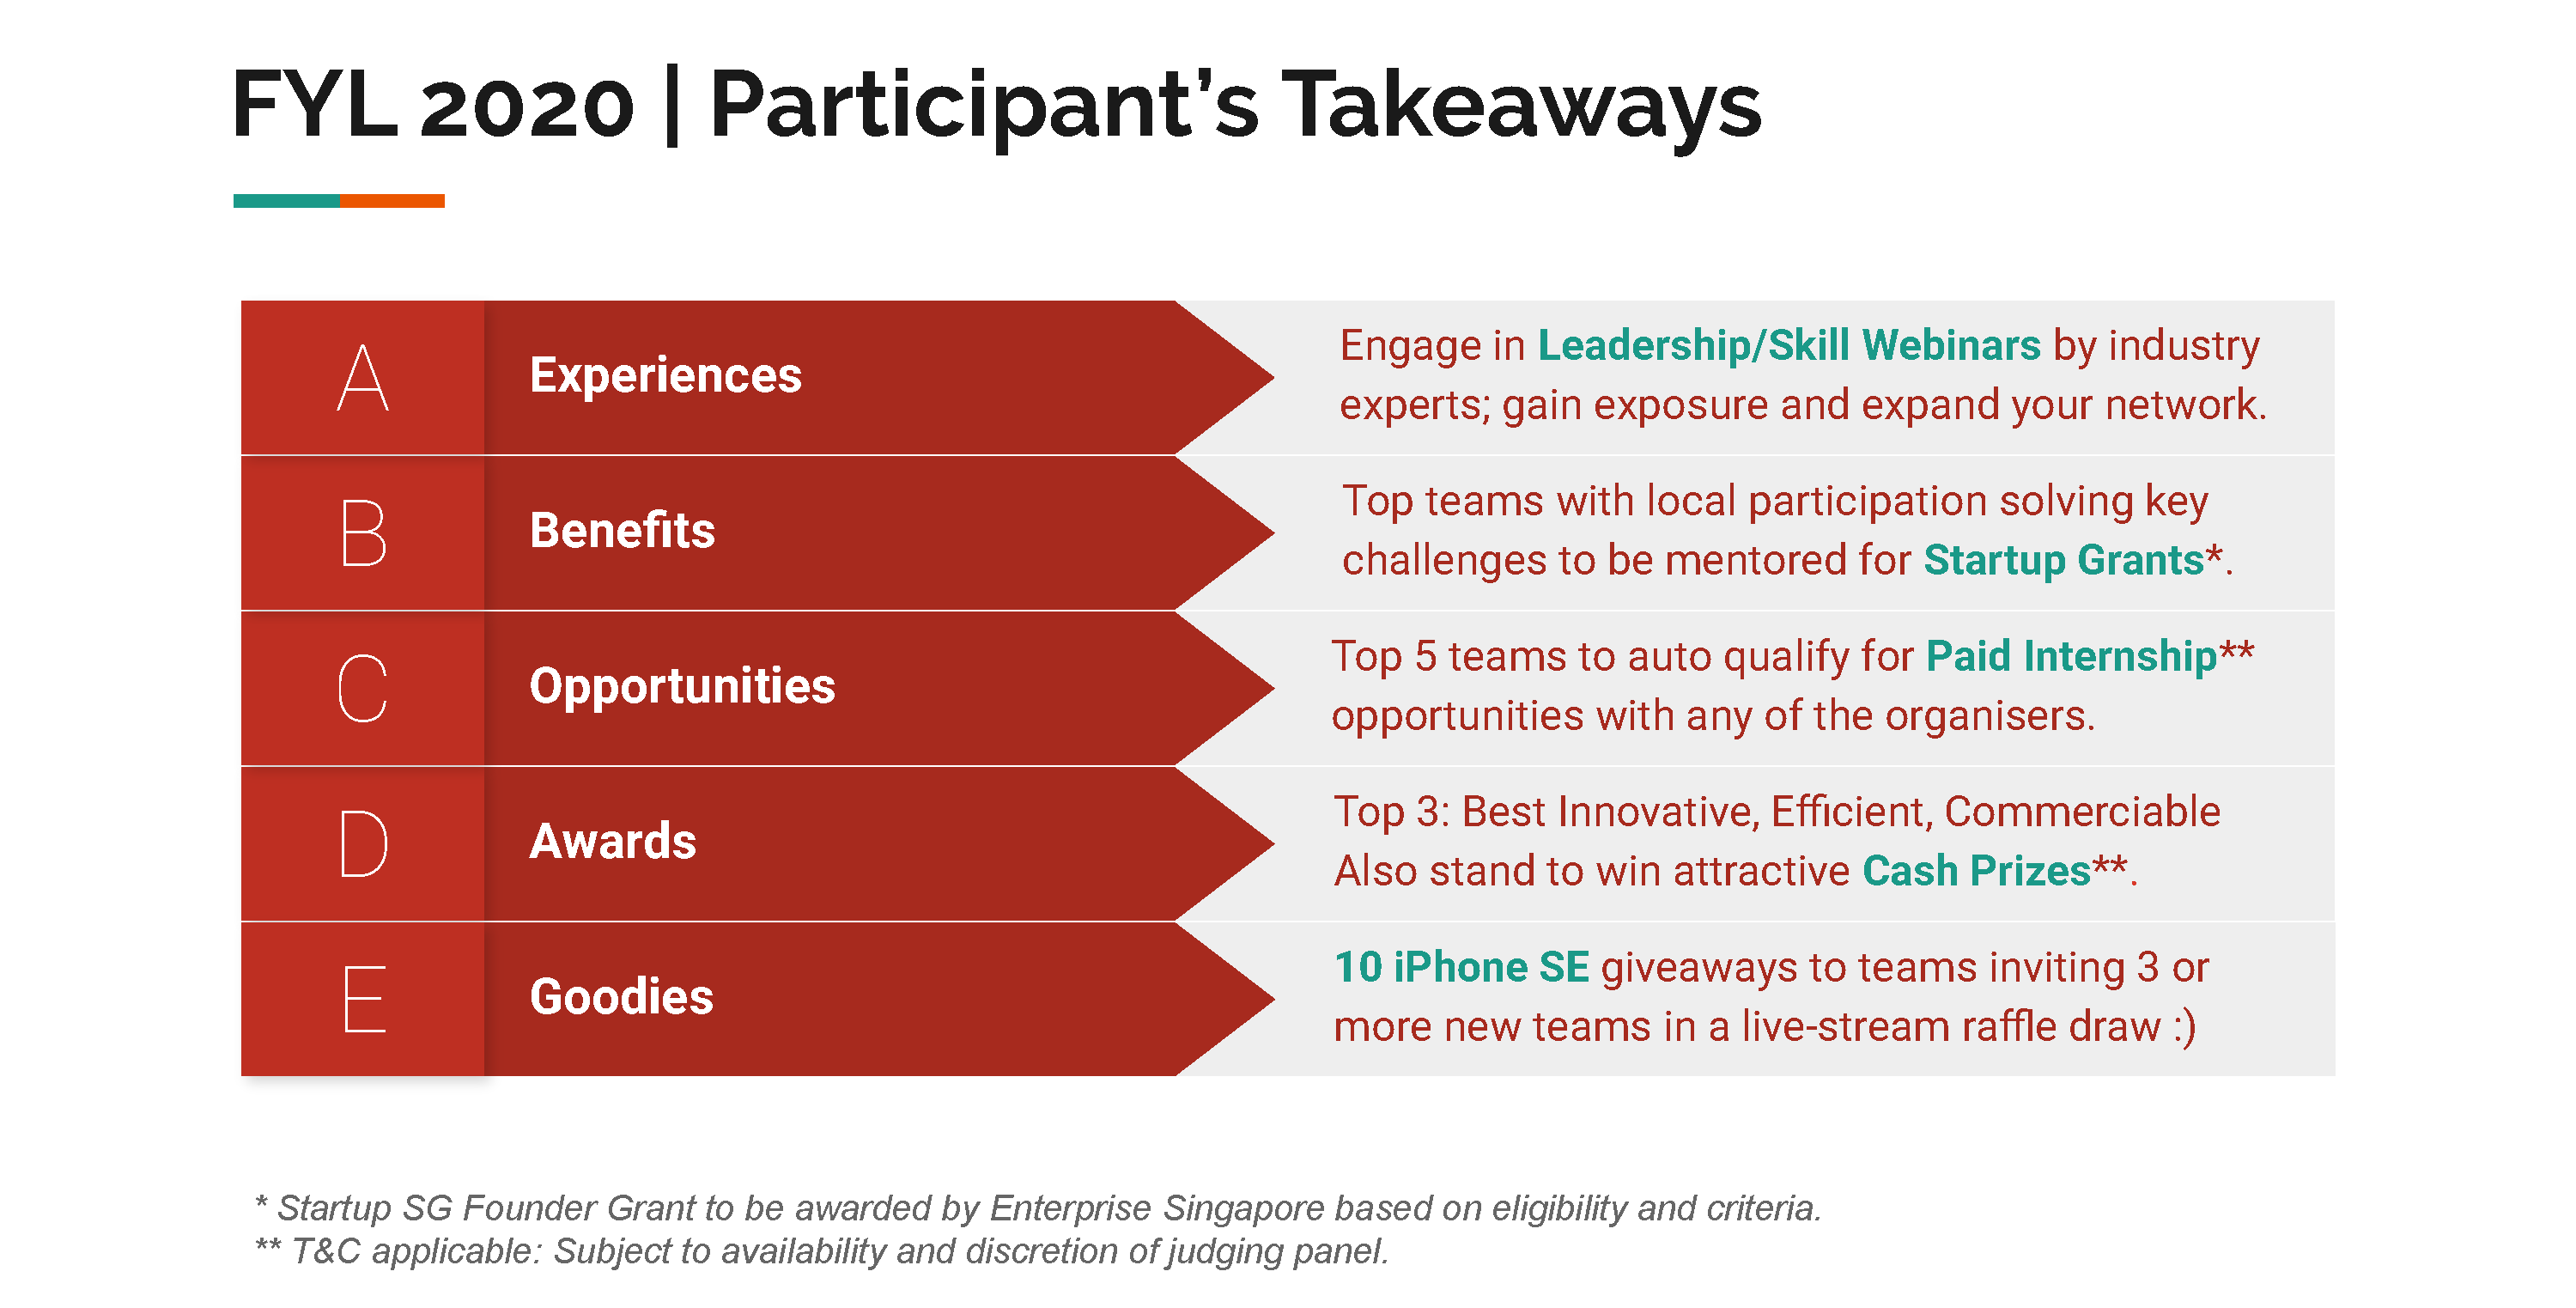 FYL 2020 | Participant’s Takeaways
A
Experiences
Engage in Leadership/Skill Webinars by industry
experts; gain exposure and expand your network.
B
Benefits
Top teams with local participation solving key
challenges to be mentored for Startup Grants*.
C
Opportunities
Top 5 teams to auto qualify for Paid Internship**
opportunities with any of the organisers.
D
Awards
Top 3: Best Innovative, Efficient, Commerciable
Also stand to win attractive Cash Prizes**.
E
Goodies
10 iPhone SE giveaways to teams inviting 3 or
more new teams in a live-stream raffle draw :)
* Startup SG Founder Grant to be awarded by Enterprise Singapore based on eligibility and criteria.
** T&C applicable: Subject to availability and discretion of judging panel.